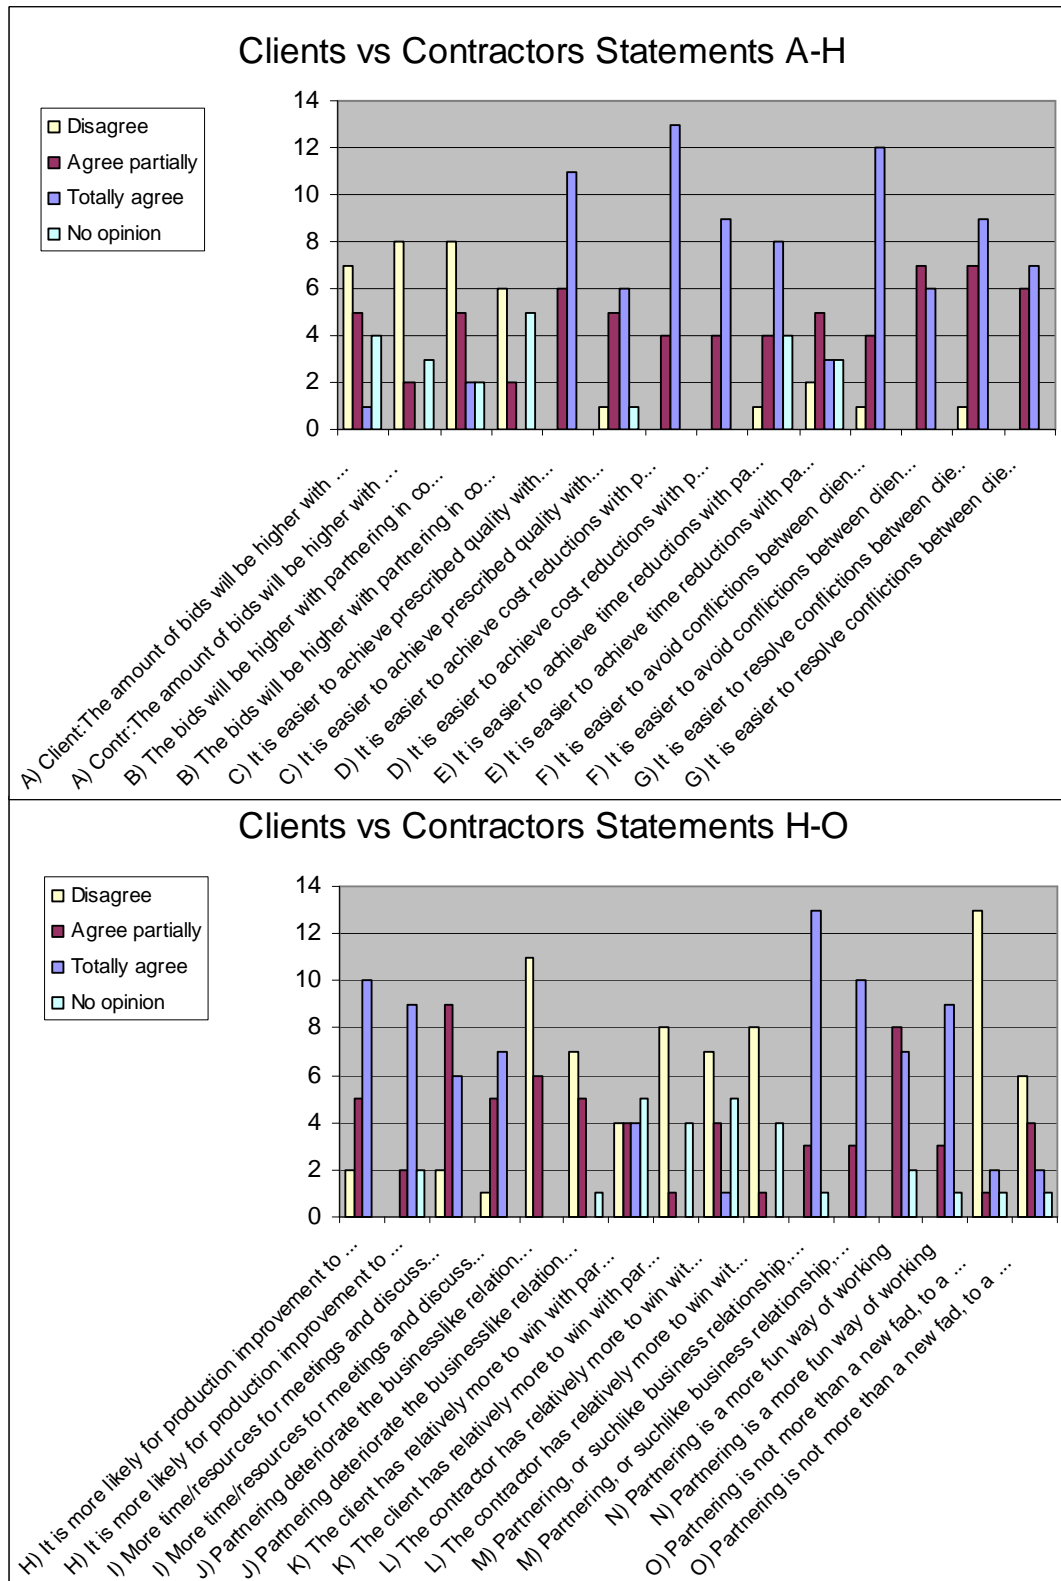 Clients vs Contractors Statements A-H
Disagree
Agree partially
Totally agree
No opinion
14
12
10
8
6
4
2
0
A) Client:The amount of bids will be higher with ...
A) Contr:The amount of bids will be higher with ...
B) The bids will be higher with partnering in co...
B) The bids will be higher with partnering in co...
C) It is easier to achieve prescribed quality with...
C) It is easier to achieve prescribed quality with...
D) It is easier to achieve cost reductions with p...
D) It is easier to achieve cost reductions with p...
E) It is easier to achieve time reductions with pa...
E) It is easier to achieve time reductions with pa...
F) It is easier to avoid conflictions between clien...
F) It is easier to avoid conflictions between clien...
G) It is easier to resolve conflictions between clie..
G) It is easier to resolve conflictions between clie..
Clients vs Contractors Statements H-O
Disagree
Agree partially
Totally agree
No opinion
14
12
10
8
6
4
2
0
H) It is more likely for production improvement to ...
H) It is more likely for production improvement to ...
I) More time/resources for meetings and discuss...
I) More time/resources for meetings and discuss...
J) Partnering deteriorate the businesslike relation...
J) Partnering deteriorate the businesslike relation...
K) The client has relatively more to win with par...
K) The client has relatively more to win with par...
L) The contractor has relatively more to win wit...
L) The contractor has relatively more to win wit...
M) Partnering, or suchlike business relationship,...
M) Partnering, or suchlike business relationship,...
N) Partnering is a more fun way of working
N) Partnering is a more fun way of working
O) Partnering is not more than a new fad, to a ...
O) Partnering is not more than a new fad, to a ...